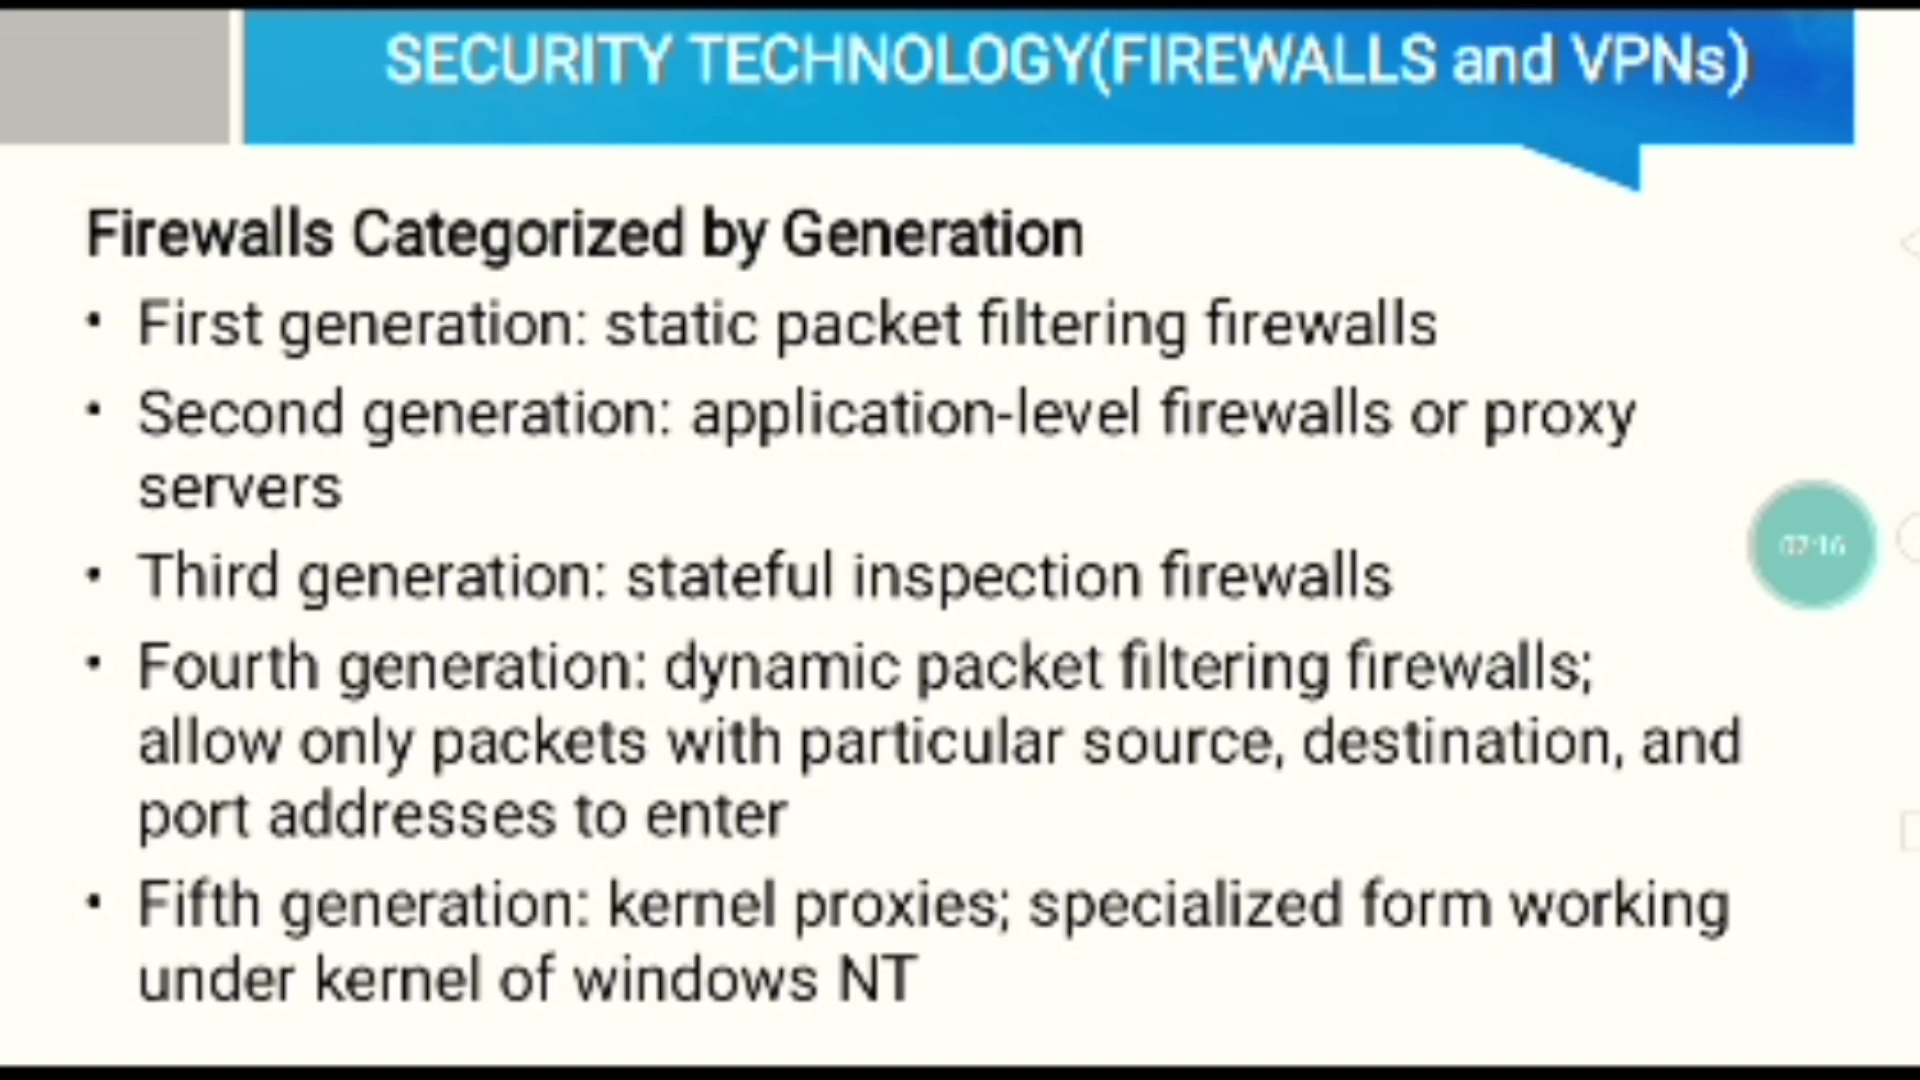 SECURITY TECHNOLOGY(FIREWALLS and VPNs)
Firewalls Categorized by Generation
• First generation: static packet filtering firewalls
• Second generation: application-level firewalls or proxy
servers
• Third generation: stateful inspection firewalls
• Fourth generation: dynamic packet filtering firewalls;
allow only packets with particular source, destination, and
port addresses to enter
• Fifth generation: kernel proxies; specialized form working
under kernel of windows NT
02:16